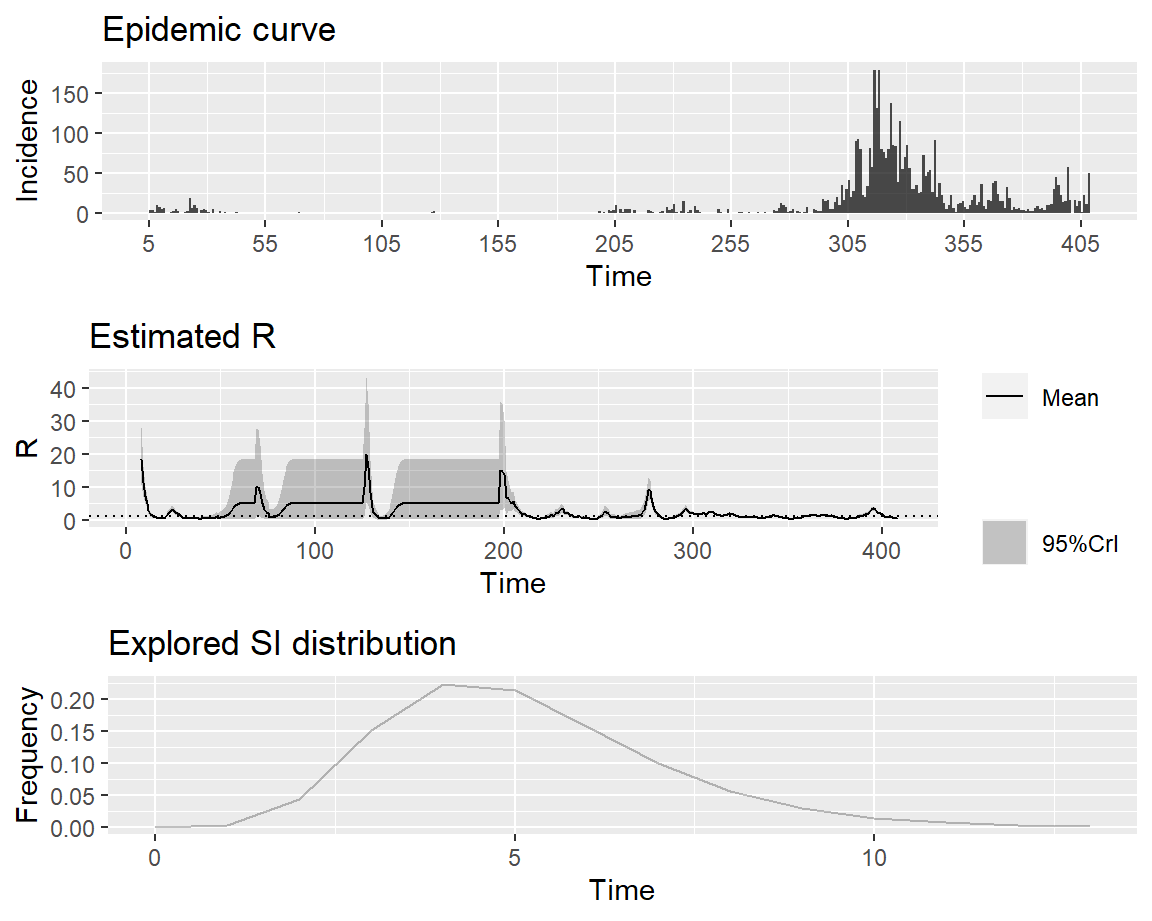 Epidemic curve
Incidence
150
100
50
0
5 55 105 155 205 255 305 355 405
Time
Estimated R
R
40
30
20
10
0
0 100 200 300 400
Time
Mean
95%CrI
Explored SI distribution
Frequency
0.20
0.15
0.10
0.05
0.00
0 5 10
Time